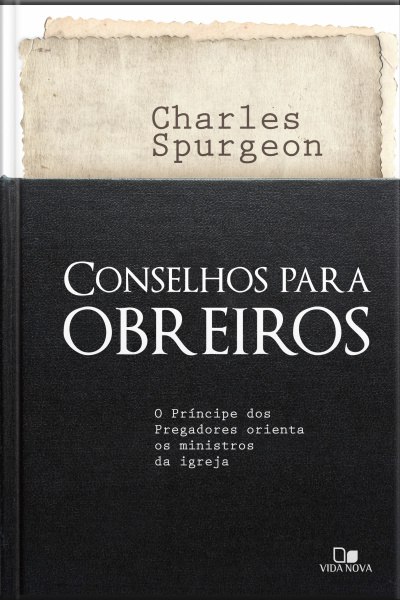 Charles
Spurgeon
CONSELHOS PARA
OBREIROS
O Príncipe dos
Pregadores orienta
os ministros
da igreja
VIDA NOVA